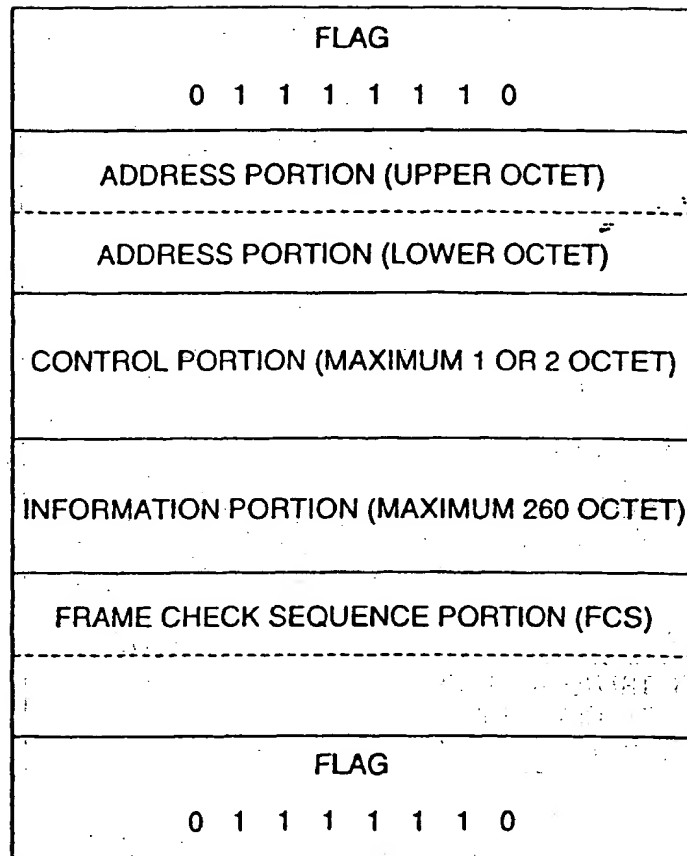 FLAG
0 1 1 1 1 1 1 0
ADDRESS PORTION (UPPER OCTET)
ADDRESS PORTION (LOWER OCTET)
CONTROL PORTION (MAXIMUM 1 OR 2 OCTET)
INFORMATION PORTION (MAXIMUM 260 OCTET)
FRAME CHECK SEQUENCE PORTION (FCS)
FLAG
0 1 1 1 1 1 1 0